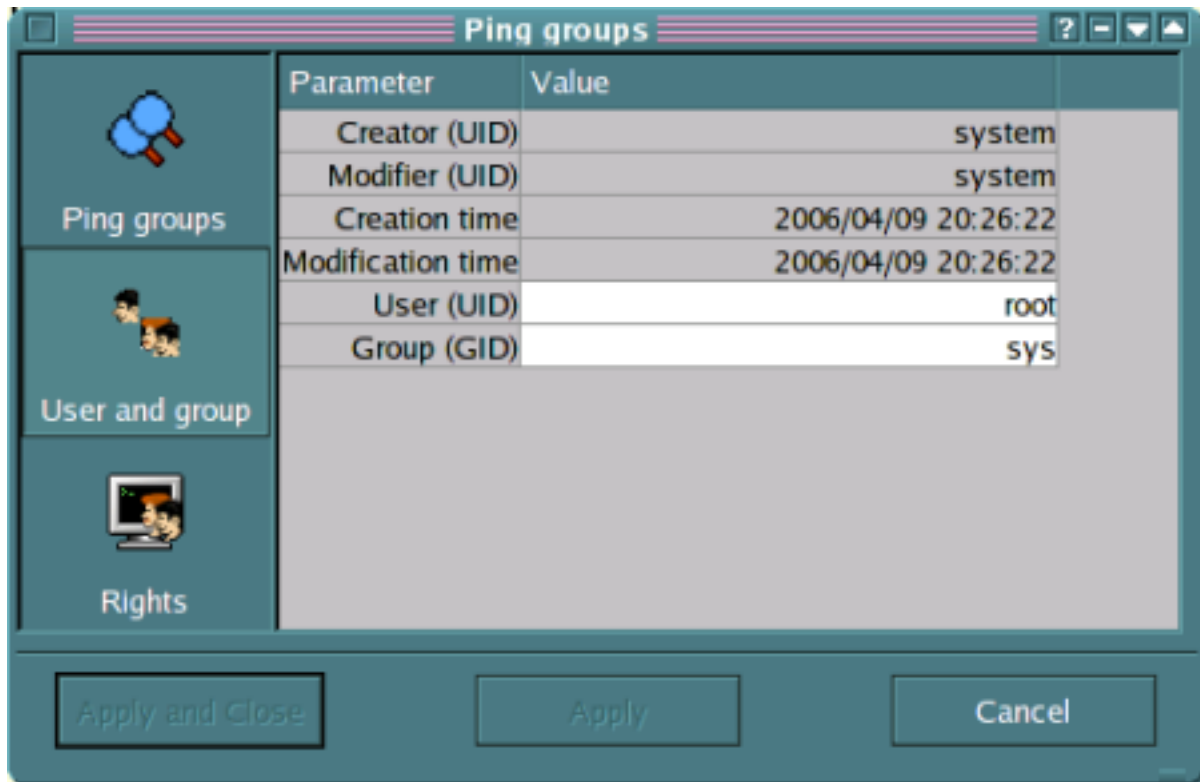 Ping groups
Parameter Value
Creator (UID) system
Modifier (UID) system
Creation time 2006/04/09 20:26:22
Modification time 2006/04/09 20:26:22
User (UID) root
Group (GID) sys
Ping groups
User and group
Rights
Apply and Close Apply Cancel